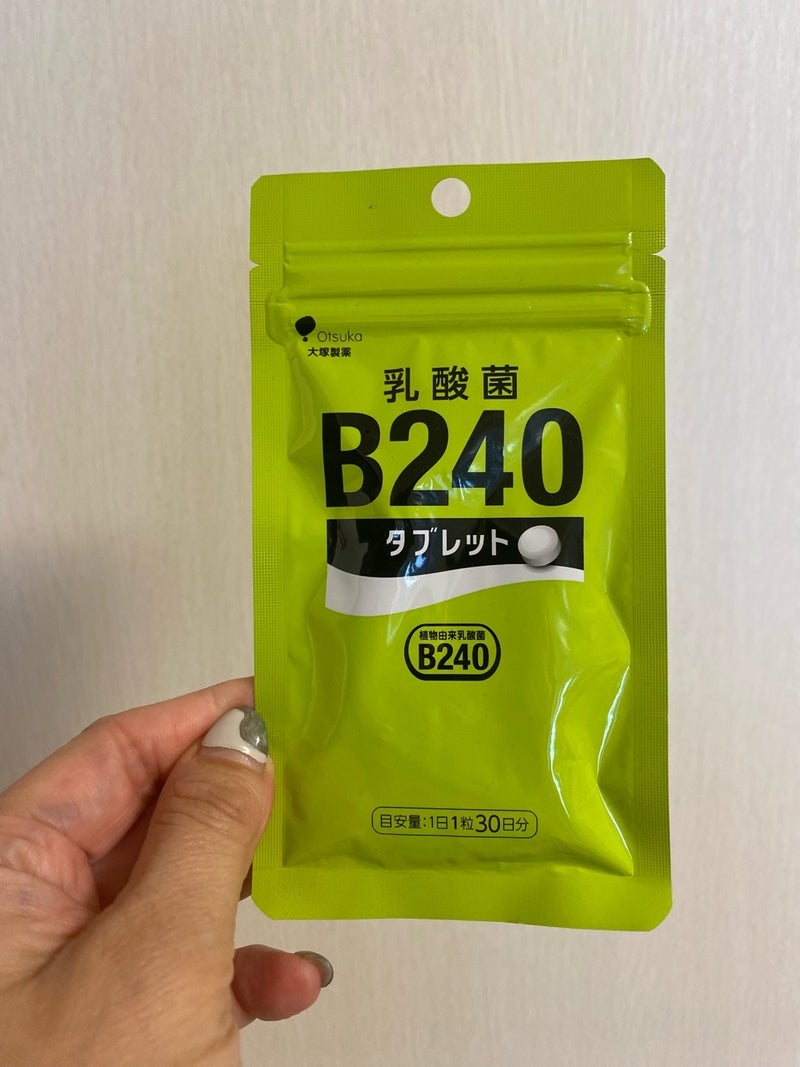 Otsuka
大塚製薬
乳酸菌
B240
タブレット
植物由来乳酸菌
B240
目安量:1日1粒30日分